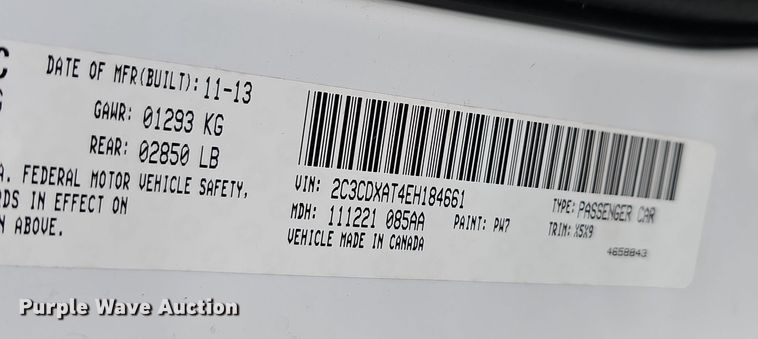 DATE OF MFR(BUILT): 11-13
GAWR: 01293 KG
REAR: 02850 LB
A. FEDERAL MOTOR VEHICLE SAFETY,
RDS IN EFFECT ON
N ABOVE.
VIN: 2C3CDXAT4EH184661
TYPE: PASSENGER CAR
MDH: 111221 085AA PAINT: PW7
TRIM: X5X9
VEHICLE MADE IN CANADA
4658843
Purple Wave Auction